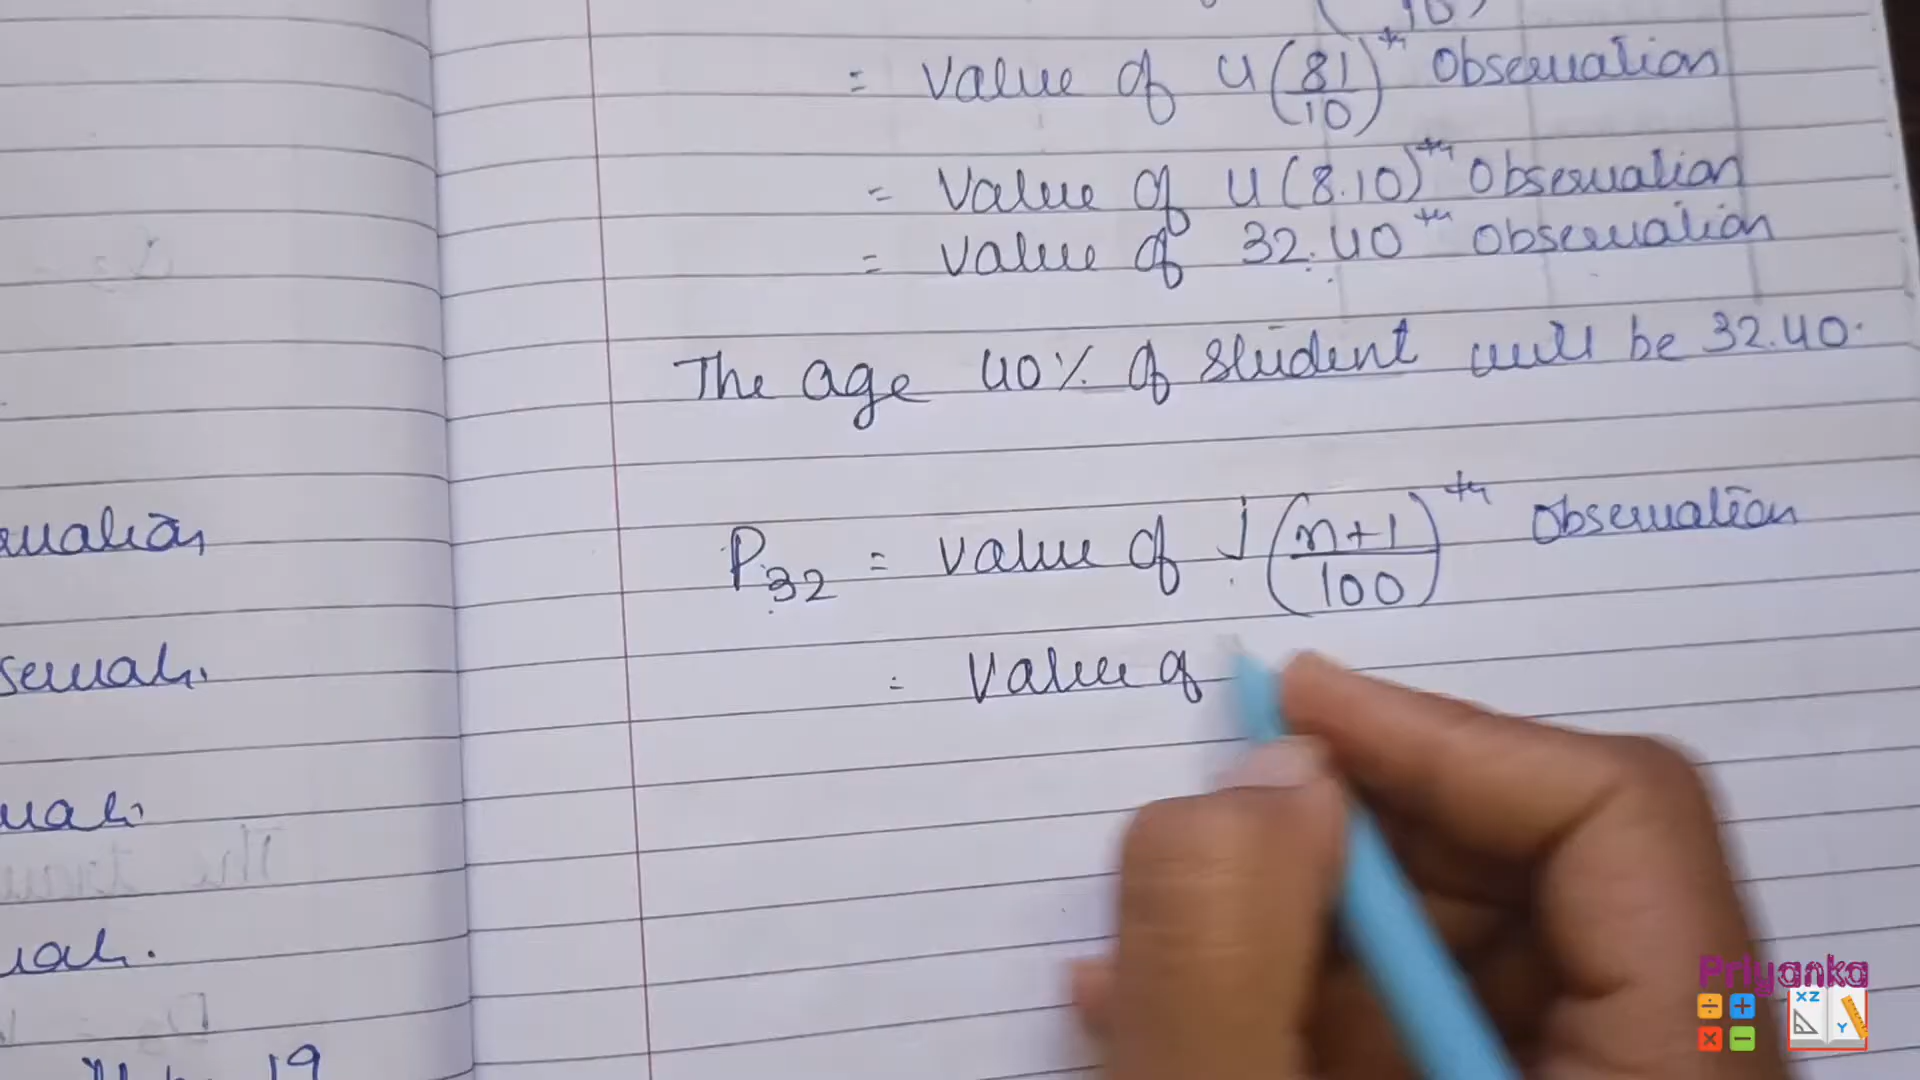 = Value of 4 (81/10)th Observation
= Value of 4 (8.10)th Observation
= Value of 32.40th Observation
The age 40% of student will be 32.40.
P32 = Value of j (n+1/100)th Observation
= Value of
19
Priyanka
XZ
Y